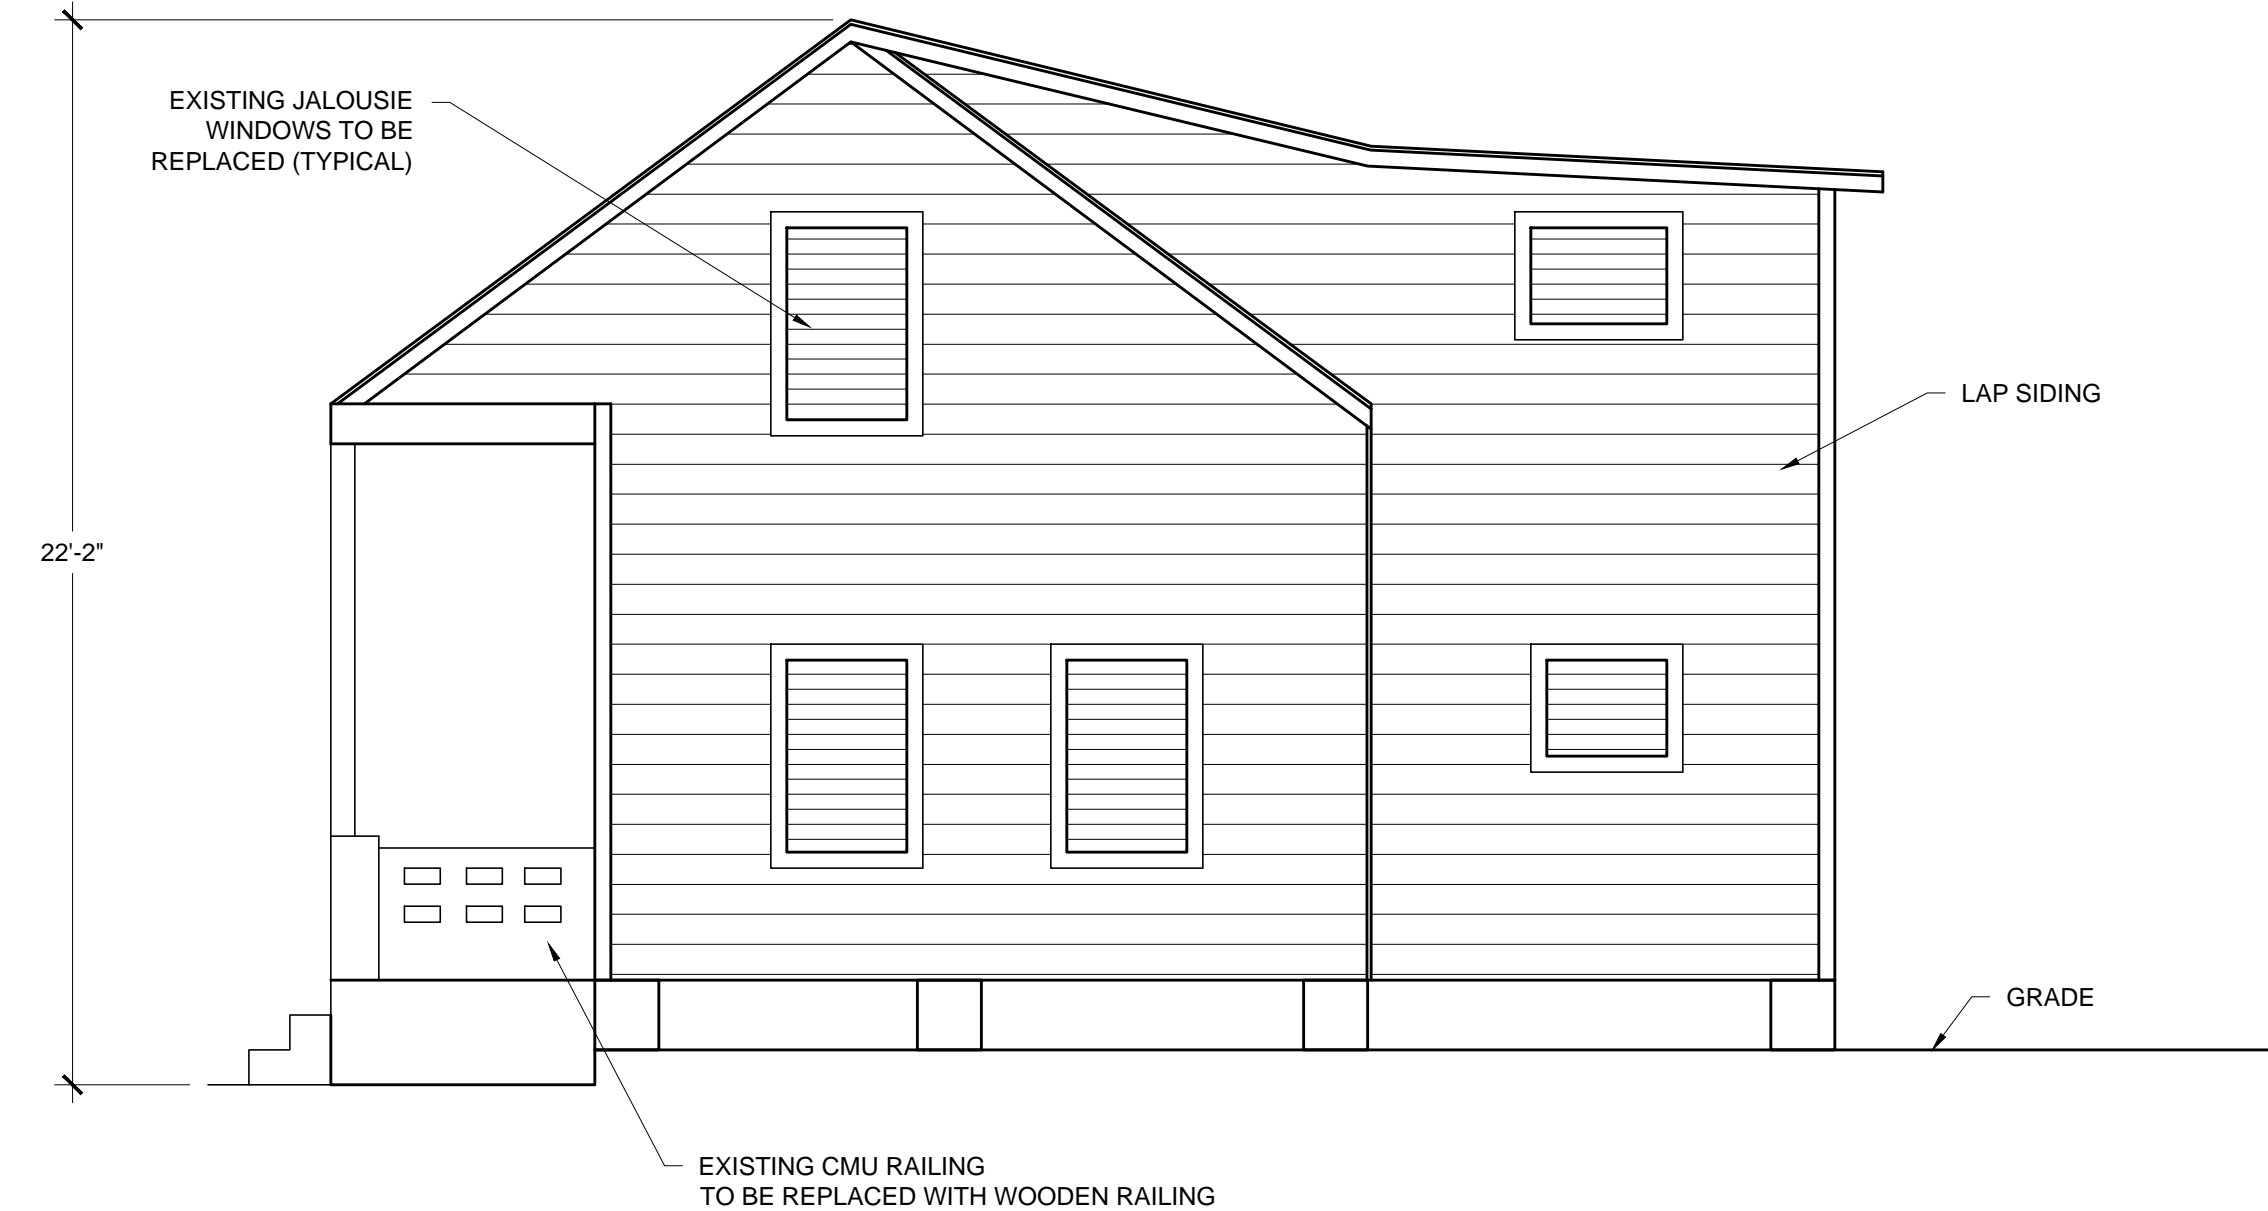 EXISTING JALOUSIE
WINDOWS TO BE
REPLACED (TYPICAL)
LAP SIDING
22'-2"
GRADE
EXISTING CMU RAILING
TO BE REPLACED WITH WOODEN RAILING